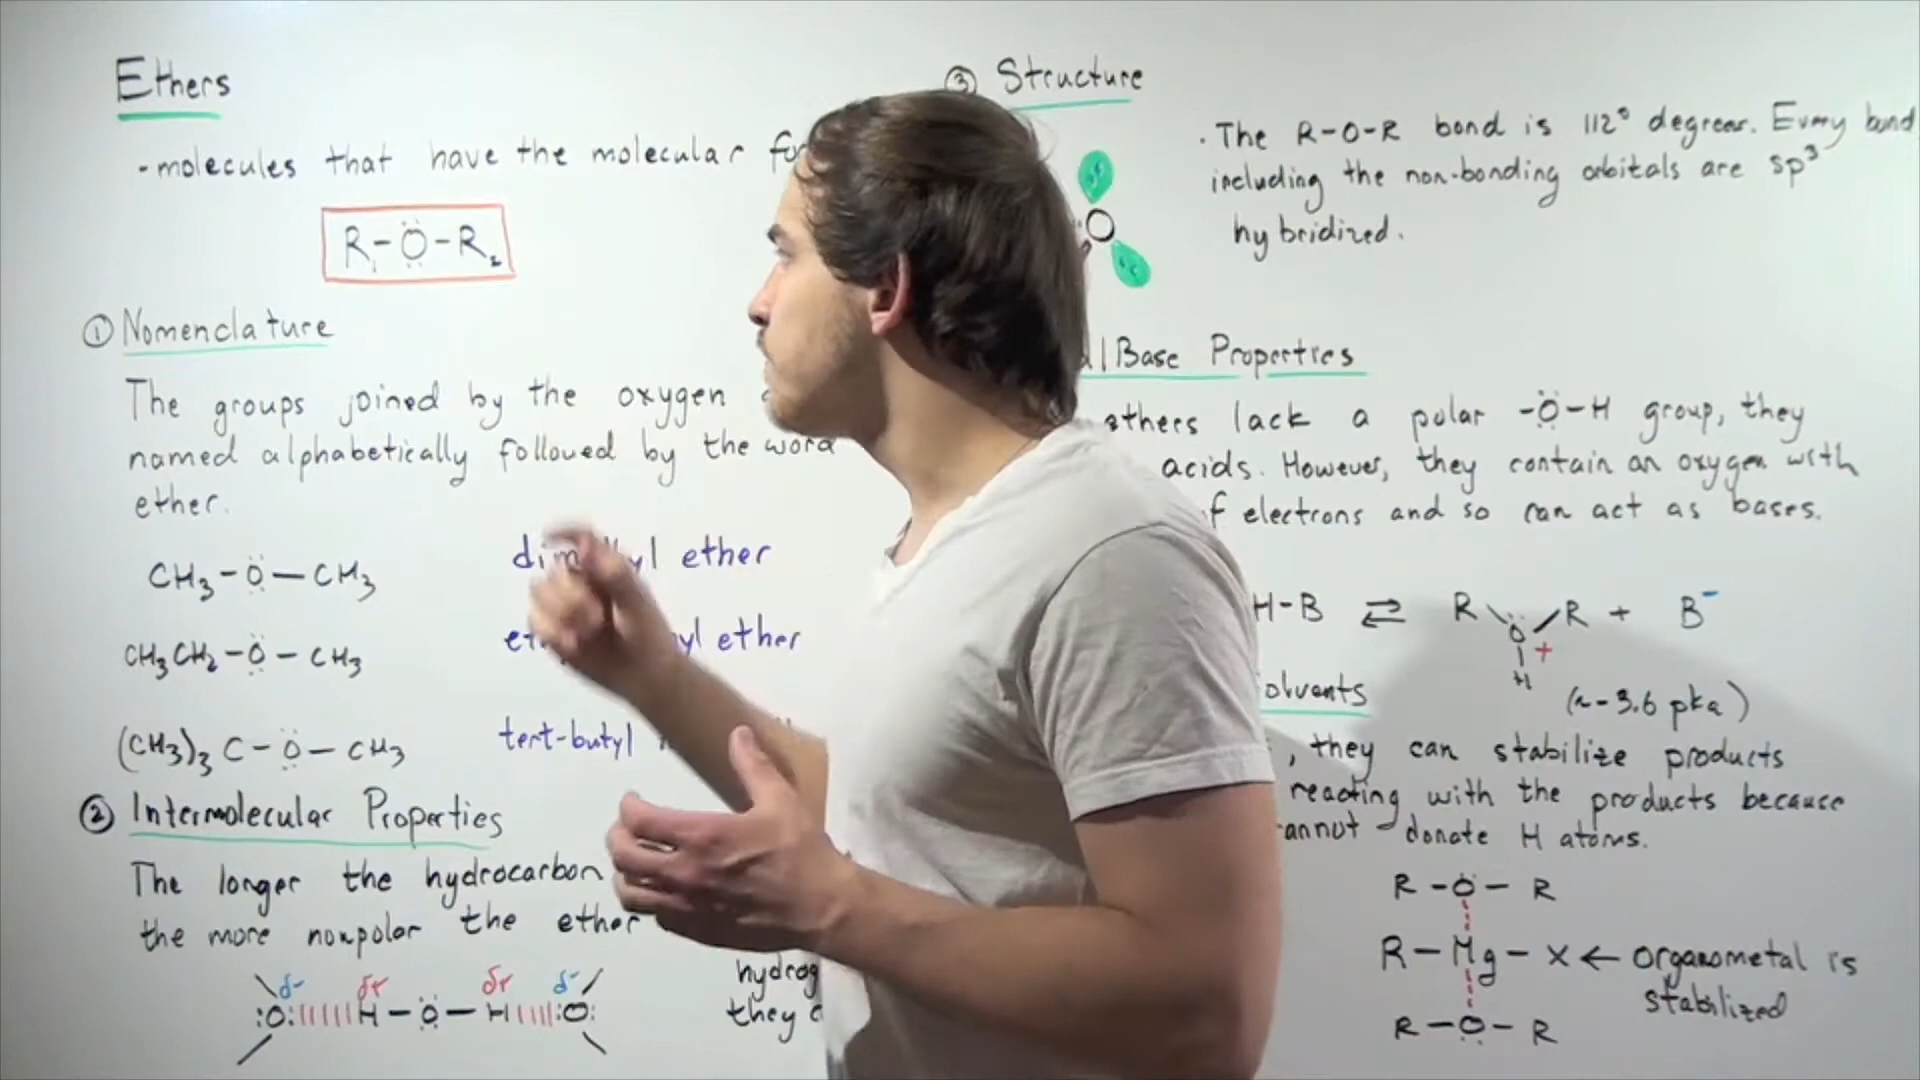 Ethers
- molecules that have the molecular
R₁-Ö-R₂
① Nomenclature
The groups joined by the oxygen
named alphabetically followed by the word
ether.
CH₃-Ö-CH₃
ether
CH₃CH₂-Ö-CH₃
ether
(CH₃)₃C-Ö-CH₃
tert-butyl
② Intermolecular Properties
The longer the hydrocarbon
the more nonpolar the ether
δ- δ+ δ+ δ-
:O: H-Ö-H :O:
they
③ Structure
· The R-O-R bond is 112° degrees. Every bond
including the non-bonding orbitals are sp³
hybridized.
Base Properties
ethers lack a polar -Ö-H group, they
acids. However, they contain an oxygen with
of electrons and so can act as bases.
H-B ⇌ R Ö R + B⁻
+
H
(~-3.6 pka)
Solvents
, they can stabilize products
reacting with the products because
cannot donate H atoms.
R-Ö-R
R-Mg-X ← organometal is
stabilized
R-Ö-R